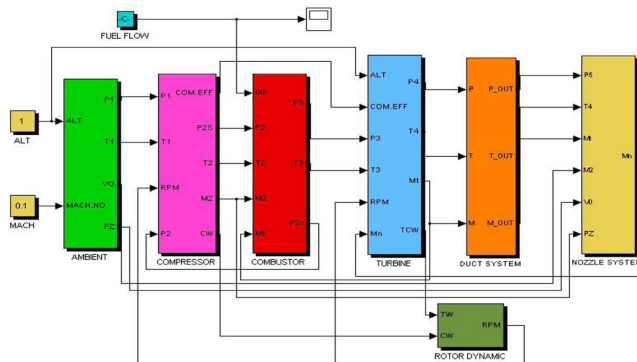 -C-
FUEL FLOW
1
ALT
0.1
MACH
ALT
MACH.NO
P1
T1
VO
PZ
AMBIENT
P1
T1
RPM
P2
COM.EFF
P2S
T2
M2
CW
COMPRESSOR
MF
P2
T2
M2
Mt
P3
T3
P2s
COMBUSTOR
ALT
COM.EFF
P3
T3
RPM
Mn
P4
T4
Mt
TCW
TURBINE
P
T
M
P_OUT
T_OUT
M_OUT
DUCT SYSTEM
P5
T4
Mt
M2
V0
PZ
Mn
NOZZLE SYSTEM
TW
CW
RPM
ROTOR DYNAMIC